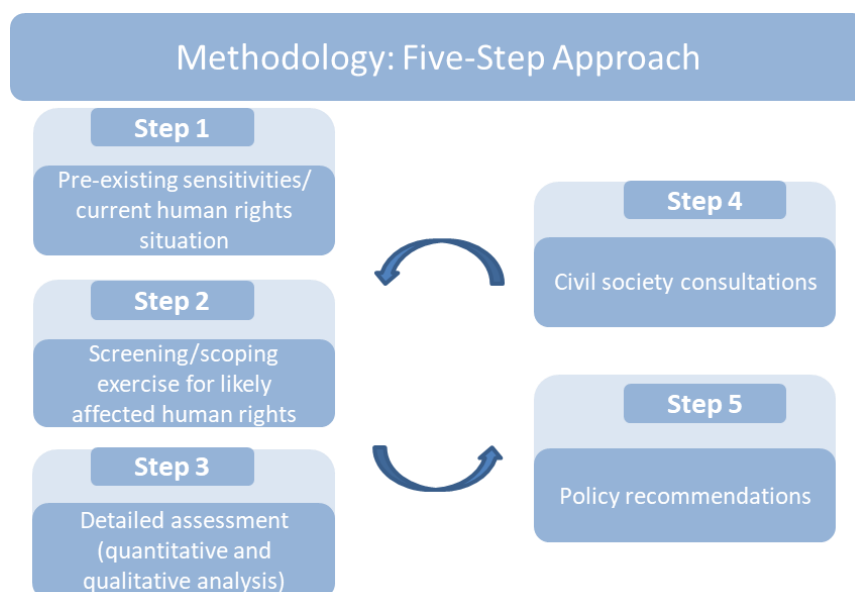 Methodology: Five-Step Approach
Step 1
Pre-existing sensitivities/
current human rights
situation
Step 2
Screening/scoping
exercise for likely
affected human rights
Step 3
Detailed assessment
(quantitative and
qualitative analysis)
Step 4
Civil society consultations
Step 5
Policy recommendations